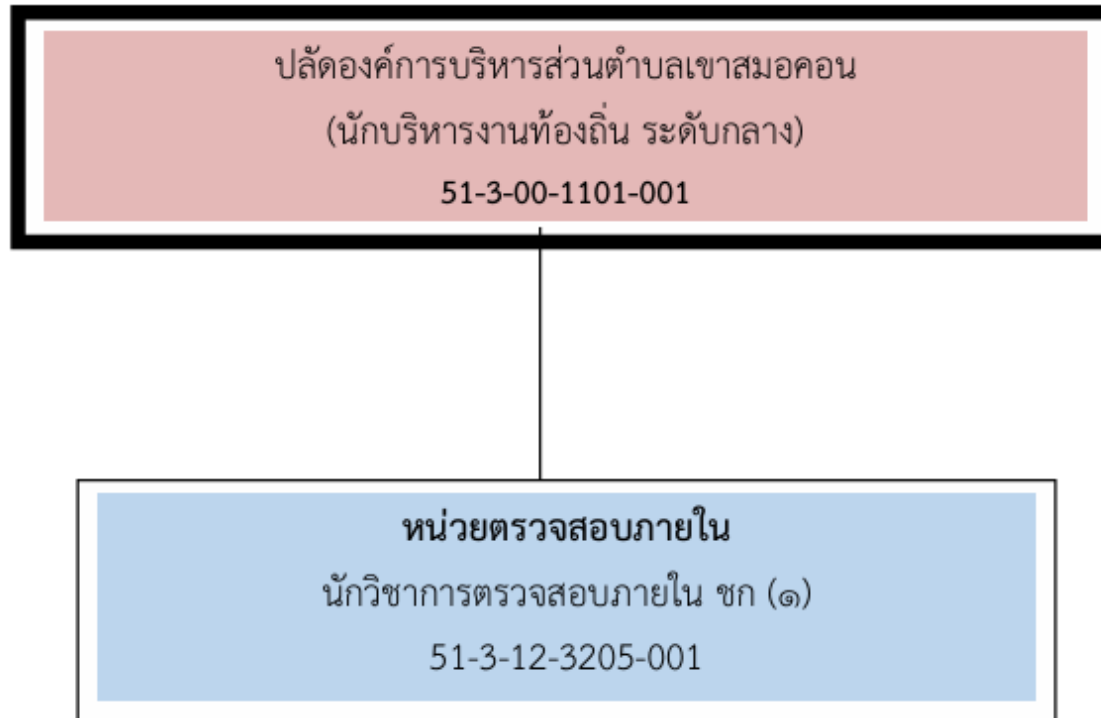 ปลัดองค์การบริหารส่วนตำบลเขาสมอคอน
(นักบริหารงานท้องถิ่น ระดับกลาง)
51-3-00-1101-001
หน่วยตรวจสอบภายใน
นักวิชาการตรวจสอบภายใน ชก (๑)
51-3-12-3205-001